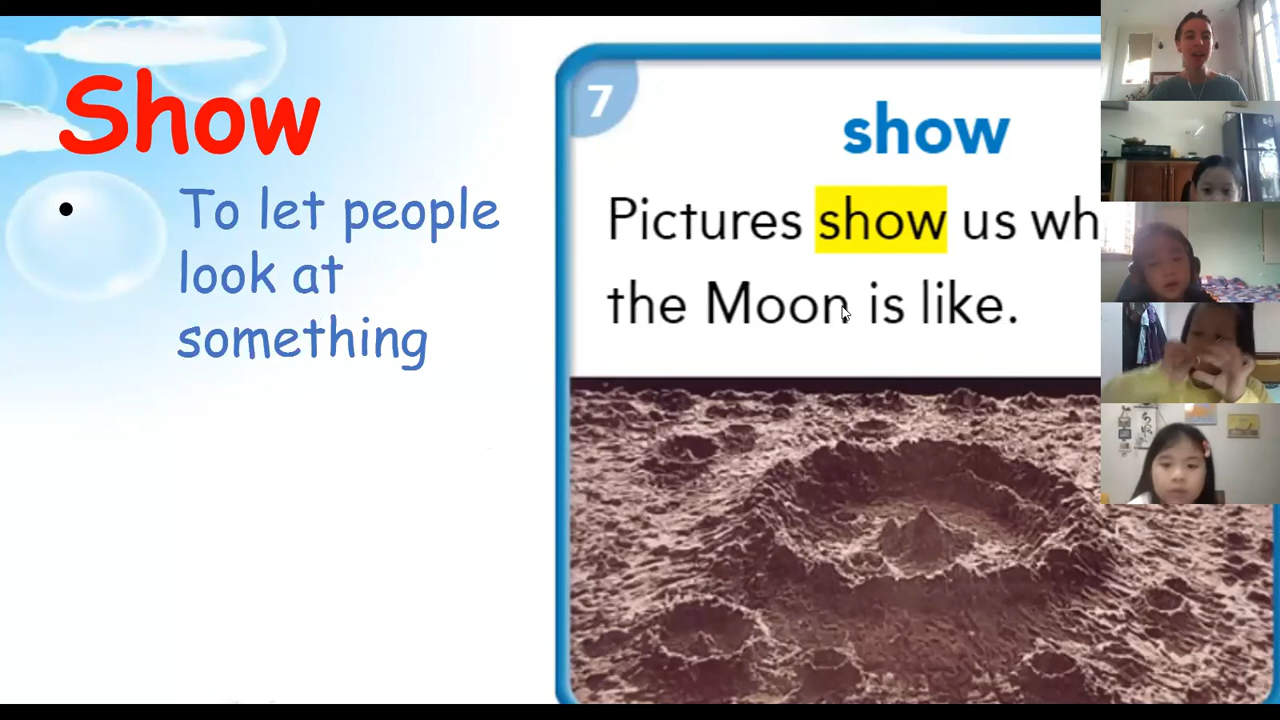 Show
• To let people
look at
something
7
show
Pictures show us wh
the Moon is like.